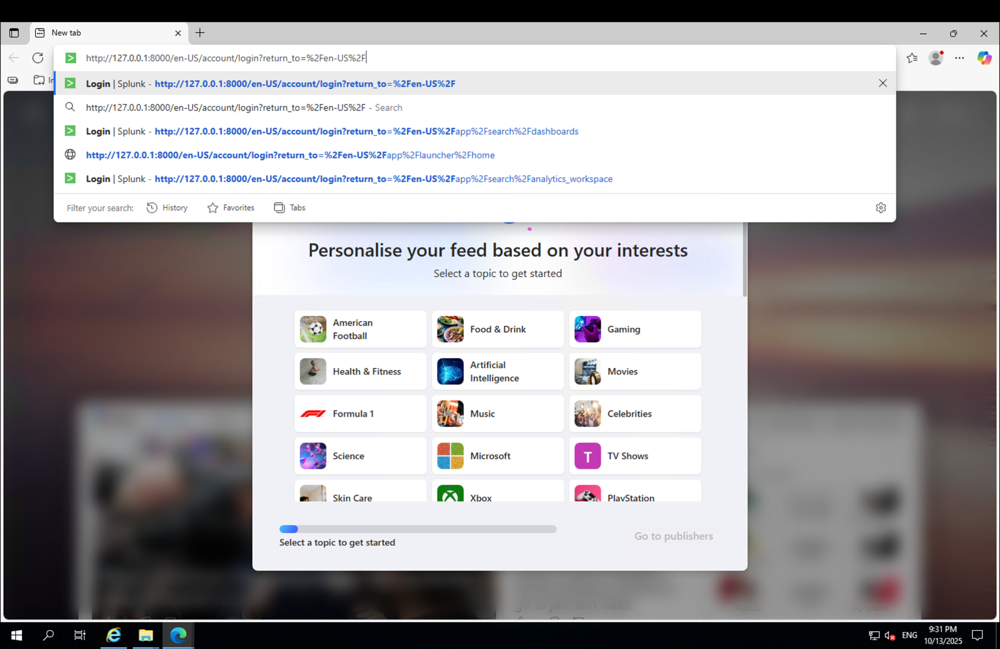 New tab
http://127.0.0.1:8000/en-US/account/login?return_to=%2Fen-US%2F
Login | Splunk - http://127.0.0.1:8000/en-US/account/login?return_to=%2Fen-US%2F
http://127.0.0.1:8000/en-US/account/login?return_to=%2Fen-US%2F - Search
Login | Splunk - http://127.0.0.1:8000/en-US/account/login?return_to=%2Fen-US%2Fapp%2Fsearch%2Fdashboards
http://127.0.0.1:8000/en-US/account/login?return_to=%2Fen-US%2Fapp%2Flauncher%2Fhome
Login | Splunk - http://127.0.0.1:8000/en-US/account/login?return_to=%2Fen-US%2Fapp%2Fsearch%2Fanalytics_workspace
Filter your search: History Favorites Tabs
Personalise your feed based on your interests
Select a topic to get started
American
Football
Food & Drink
Gaming
Health & Fitness
Artificial
Intelligence
Movies
Formula 1
Music
Celebrities
Science
Microsoft
T
TV Shows
Skin Care
Xbox
PlayStation
Select a topic to get started
Go to publishers
go to jail next week
ENG
9:31 PM
10/13/2025